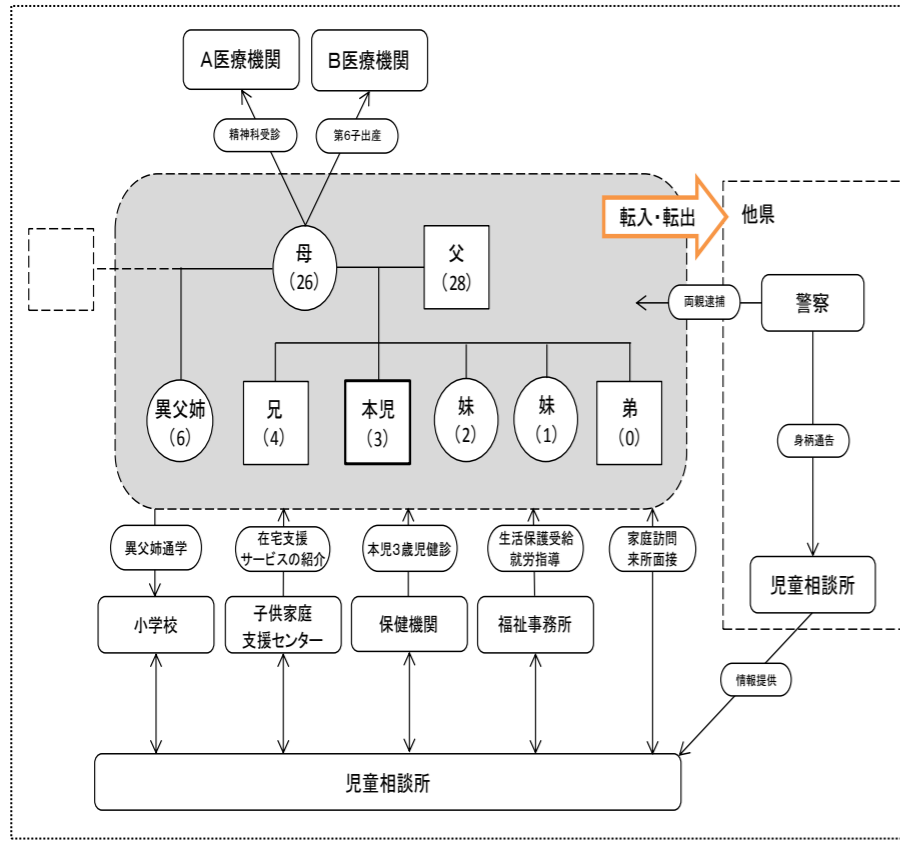 A医療機関
B医療機関
精神科受診
第6子出産
転入・転出
他県
母
(26)
父
(28)
両親逮捕
警察
異父姉
(6)
兄
(4)
本児
(3)
妹
(2)
妹
(1)
弟
(0)
身柄通告
異父姉通学
在宅支援
サービスの紹介
本児3歳児健診
生活保護受給
就労指導
家庭訪問
来所面接
児童相談所
小学校
子供家庭
支援センター
保健機関
福祉事務所
情報提供
児童相談所